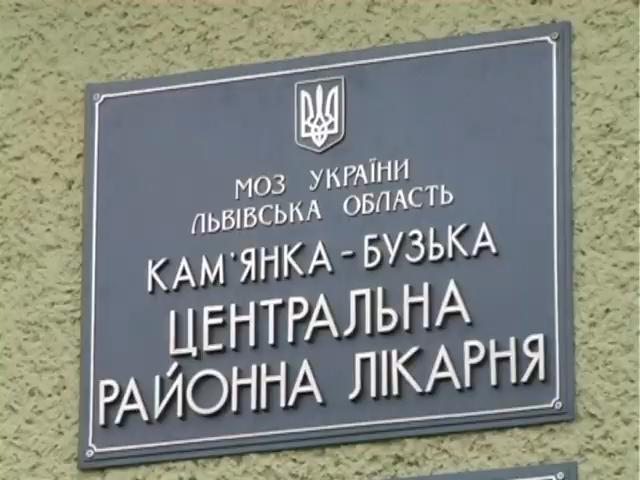 МОЗ УКРАЇНИ
ЛЬВІВСЬКА ОБЛАСТЬ
КАМ'ЯНКА - БУЗЬКА
ЦЕНТРАЛЬНА
РАЙОННА ЛІКАРНЯ